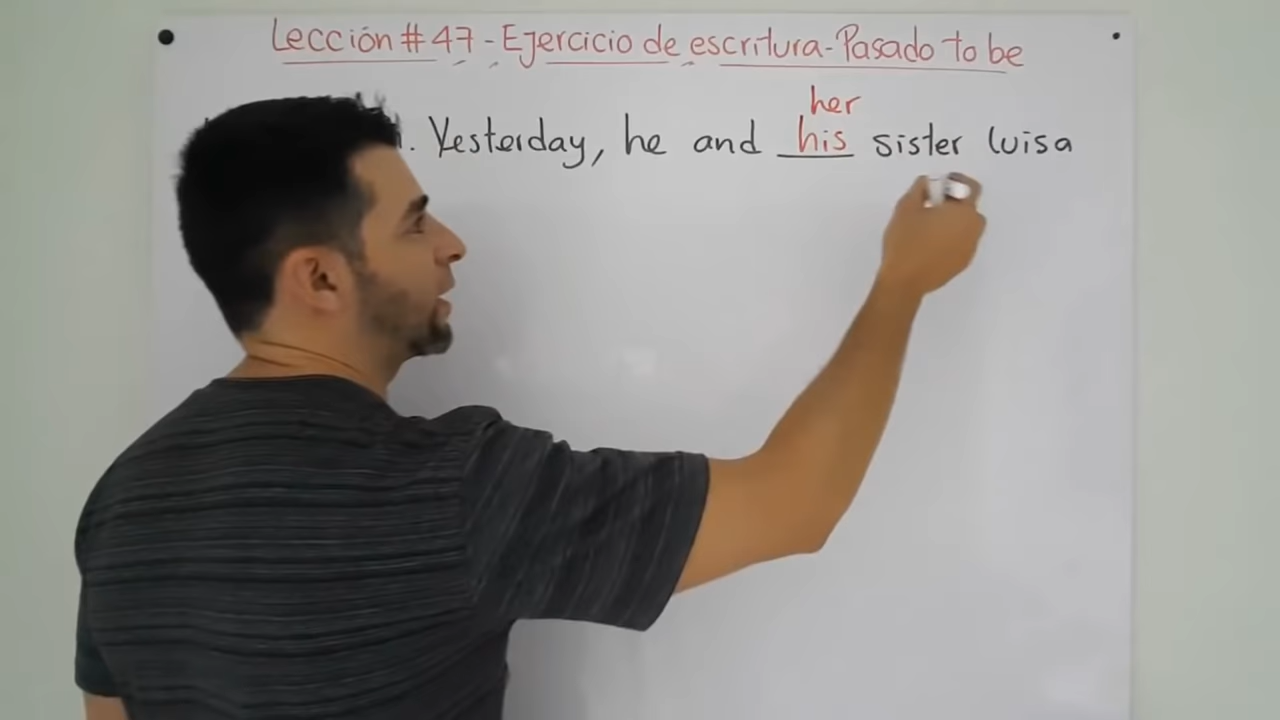 Lección # 47 - Ejercicio de escritura - Pasado to be
her
. Yesterday, he and his sister luisa